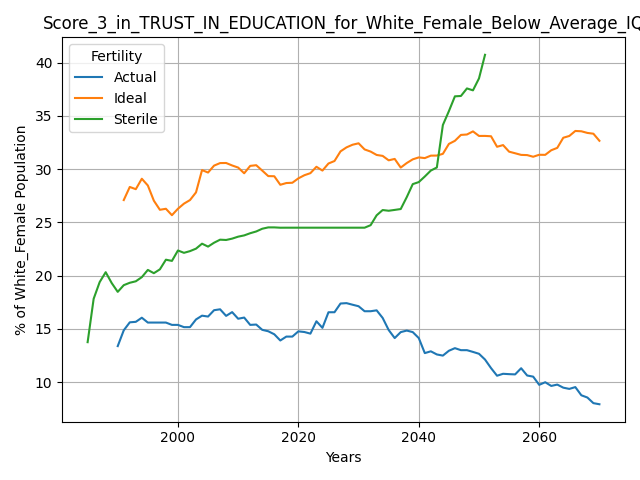 Score_3_in_TRUST_IN_EDUCATION_for_White_Female_Below_Average_IQ
Fertility
Actual
Ideal
Sterile
% of White_Female Population
40
35
30
25
20
15
10
2000
2020
2040
2060
Years